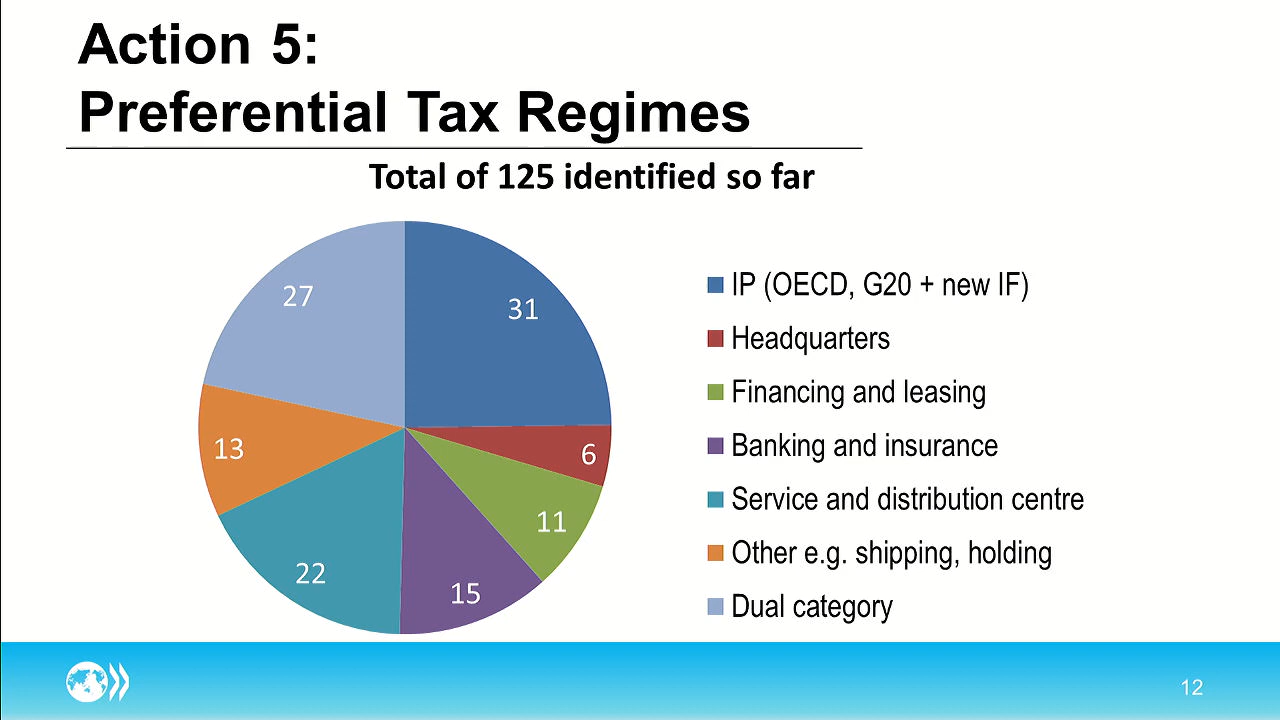 Action 5:
Preferential Tax Regimes
Total of 125 identified so far
27
31
13
6
11
22
15
IP (OECD, G20 + new IF)
Headquarters
Financing and leasing
Banking and insurance
Service and distribution centre
Other e.g. shipping, holding
Dual category
12